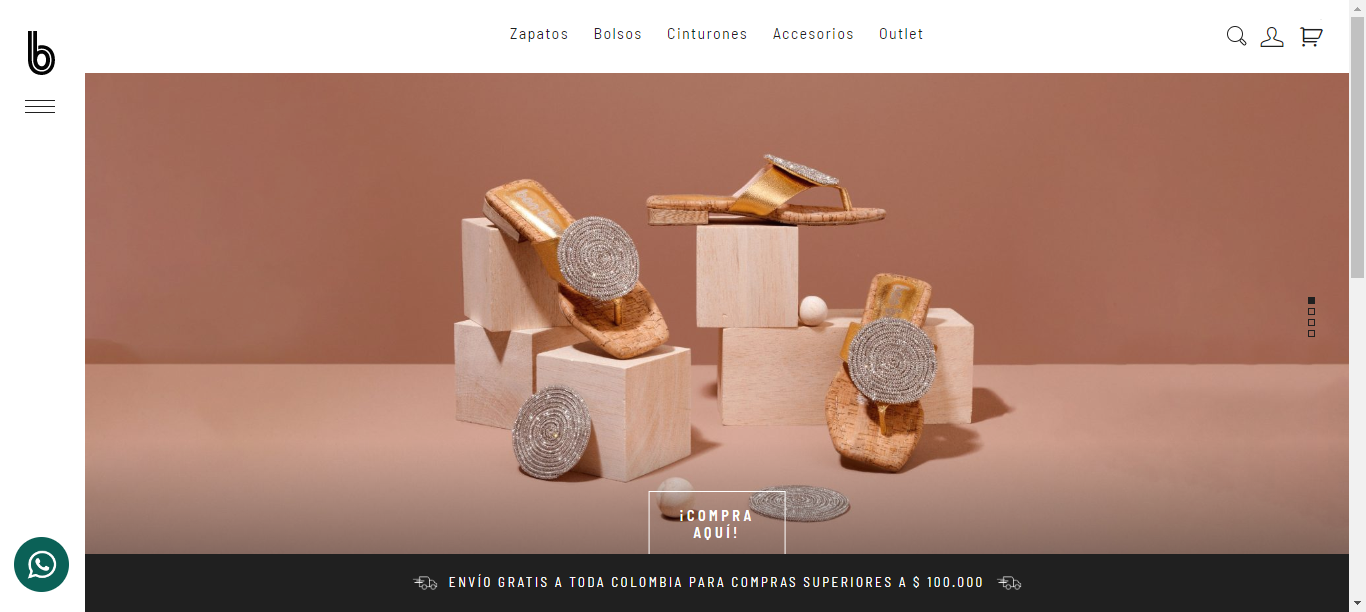 b
Zapatos Bolsos Cinturones Accesorios Outlet
¡COMPRA
AQUÍ!
ENVÍO GRATIS A TODA COLOMBIA PARA COMPRAS SUPERIORES A $ 100.000